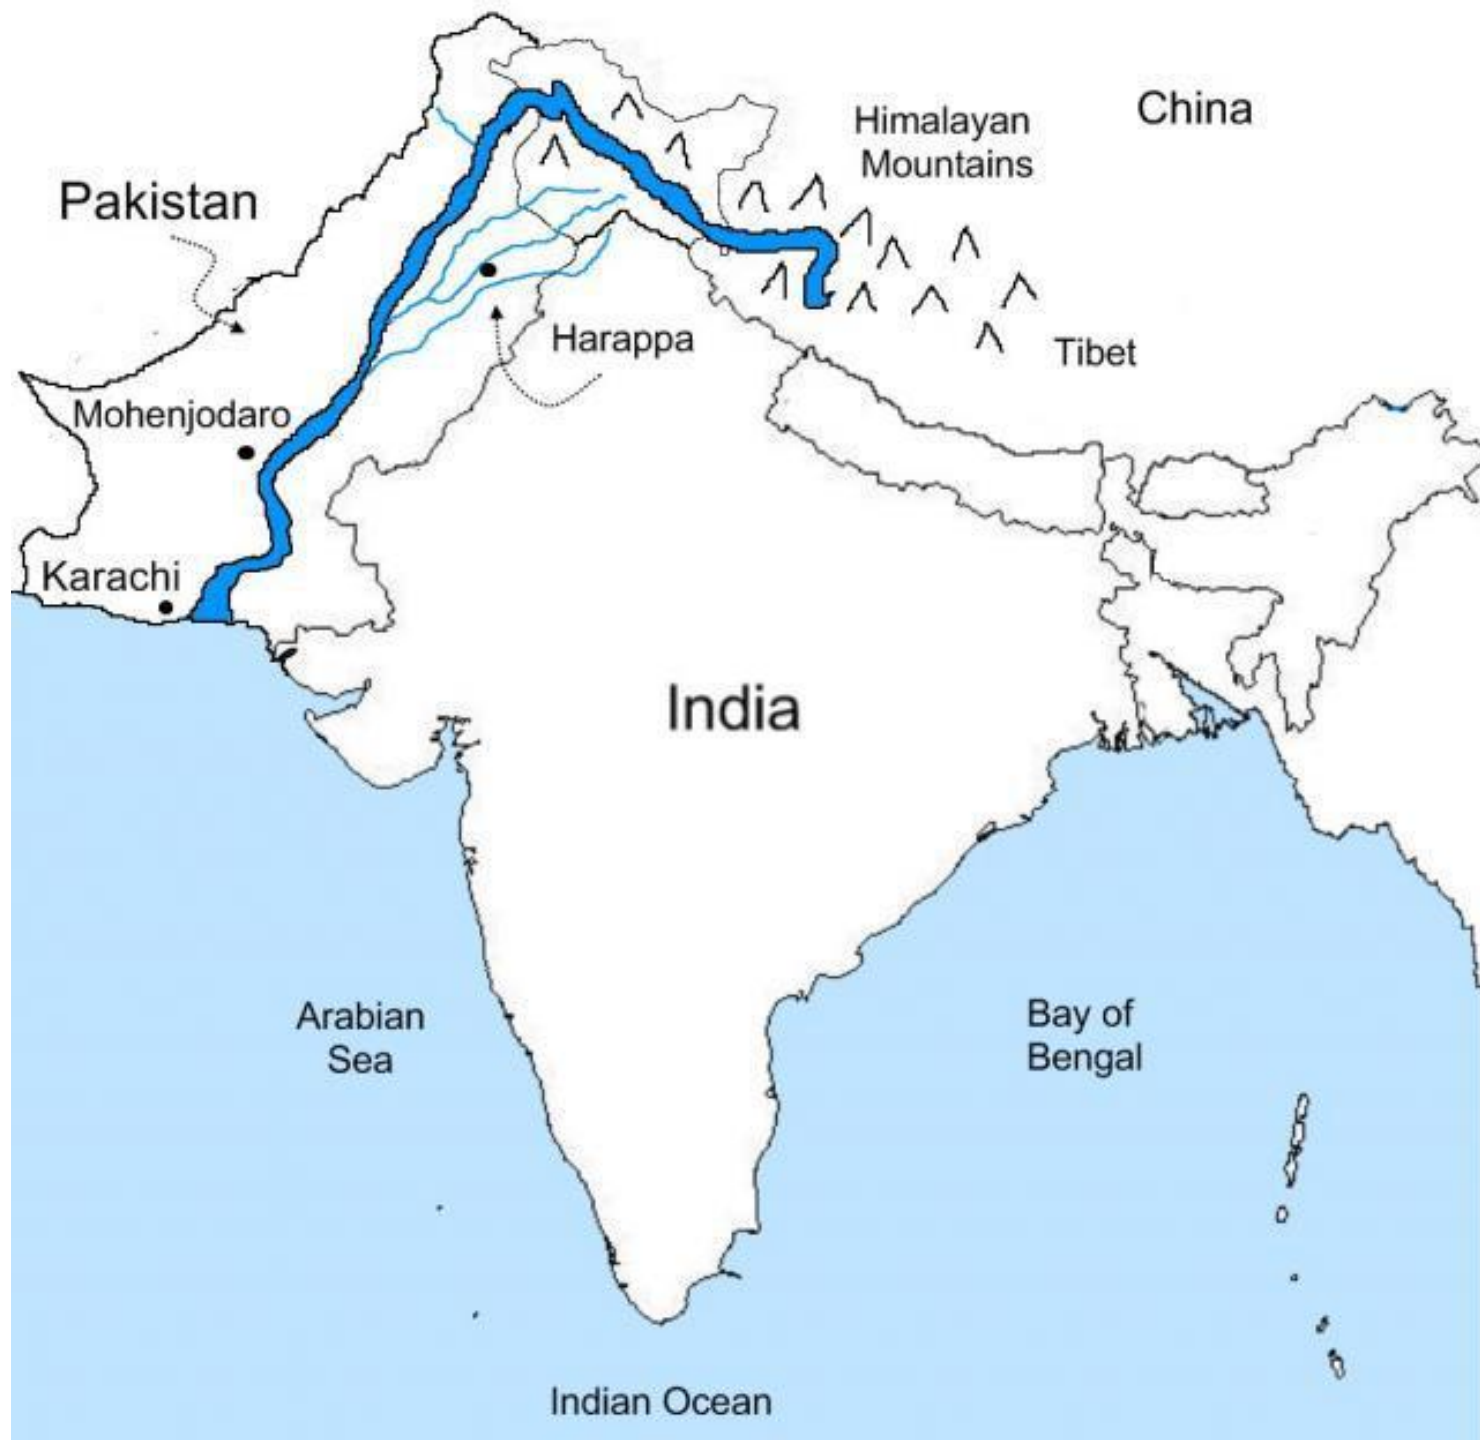 China
Himalayan
Mountains
Pakistan
Harappa
Tibet
Mohenjodaro
Karachi
India
Arabian
Sea
Bay of
Bengal
Indian Ocean